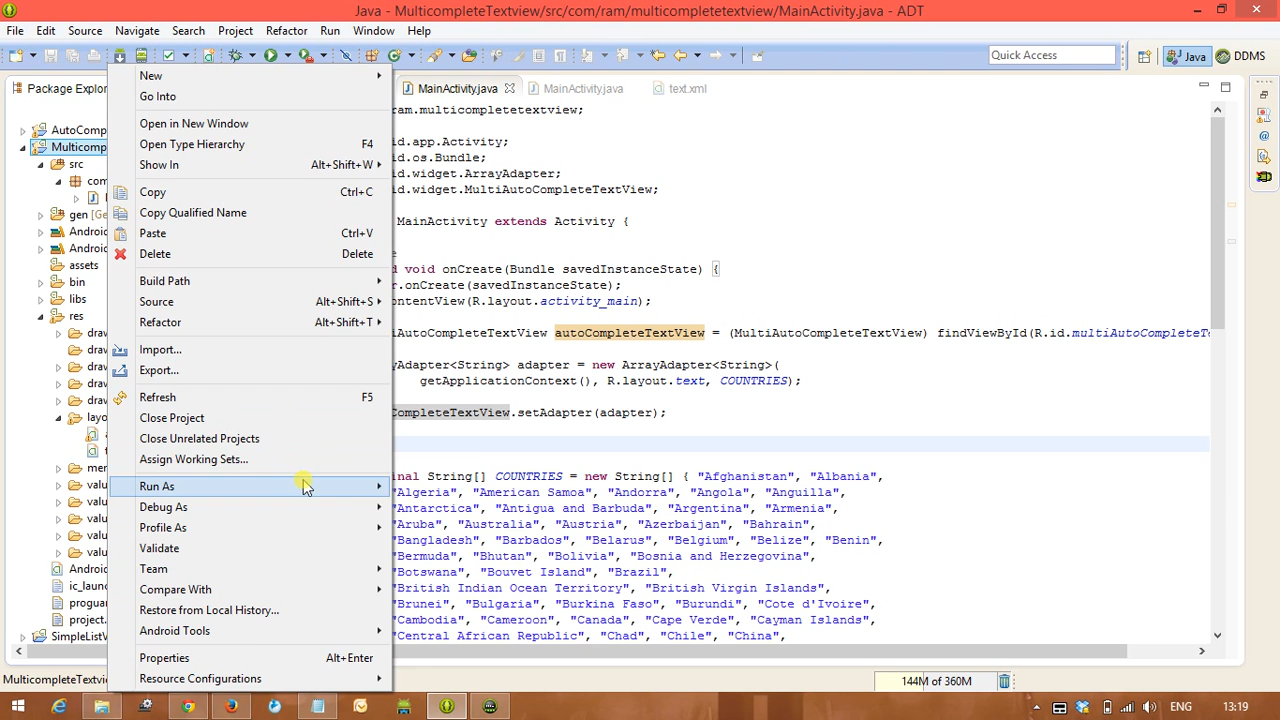 Java - MulticompleteTextview/src/com/ram/multicompletetextview/MainActivity.java - ADT
File Edit Source Navigate Search Project Refactor Run Window Help
Quick Access
Java
DDMS
Package Explor
MainActivity.java
MainActivity.java
text.xml
AutoComp
Multicomp
src
com
gen [Ge
Android
Android
assets
bin
libs
res
draw
draw
draw
draw
draw
layo
a
t
men
valu
valu
valu
valu
valu
Android
ic_launc
proguar
project.
SimpleListV
New
Go Into
Open in New Window
Open Type Hierarchy F4
Show In Alt+Shift+W
Copy Ctrl+C
Copy Qualified Name
Paste Ctrl+V
Delete Delete
Build Path
Source Alt+Shift+S
Refactor Alt+Shift+T
Import...
Export...
Refresh F5
Close Project
Close Unrelated Projects
Assign Working Sets...
Run As
Debug As
Profile As
Validate
Team
Compare With
Restore from Local History...
Android Tools
Properties Alt+Enter
Resource Configurations
ram.multicompletetextview;
id.app.Activity;
id.os.Bundle;
id.widget.ArrayAdapter;
id.widget.MultiAutoCompleteTextView;
MainActivity extends Activity {
e
d void onCreate(Bundle savedInstanceState) {
r.onCreate(savedInstanceState);
ContentView(R.layout.activity_main);
iAutoCompleteTextView autoCompleteTextView = (MultiAutoCompleteTextView) findViewById(R.id.multiAutoCompleteTe
yAdapter<String> adapter = new ArrayAdapter<String>(
getApplicationContext(), R.layout.text, COUNTRIES);
CompleteTextView.setAdapter(adapter);
inal String[] COUNTRIES = new String[] { "Afghanistan", "Albania",
"Algeria", "American Samoa", "Andorra", "Angola", "Anguilla",
"Antarctica", "Antigua and Barbuda", "Argentina", "Armenia",
"Aruba", "Australia", "Austria", "Azerbaijan", "Bahrain",
"Bangladesh", "Barbados", "Belarus", "Belgium", "Belize", "Benin",
"Bermuda", "Bhutan", "Bolivia", "Bosnia and Herzegovina",
"Botswana", "Bouvet Island", "Brazil",
"British Indian Ocean Territory", "British Virgin Islands",
"Brunei", "Bulgaria", "Burkina Faso", "Burundi", "Cote d'Ivoire",
"Cambodia", "Cameroon", "Canada", "Cape Verde", "Cayman Islands",
"Central African Republic", "Chad", "Chile", "China",
MulticompleteTextvie
144M of 360M
ENG
13:19